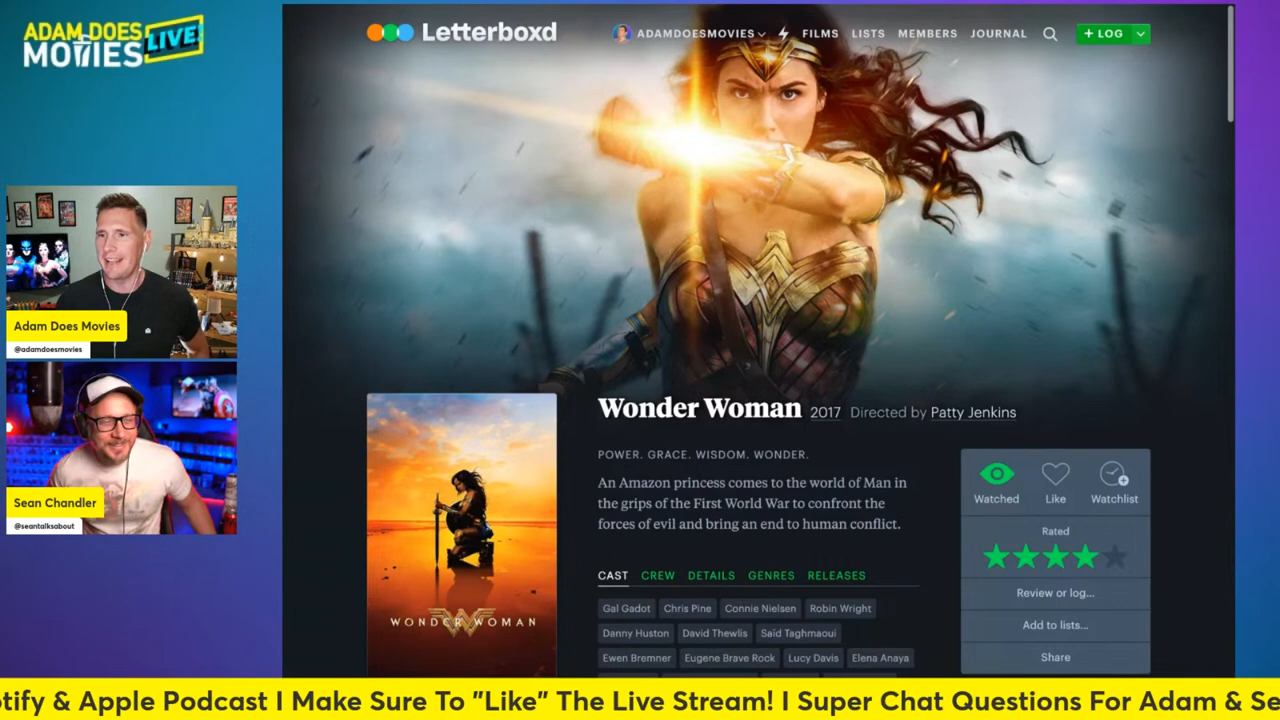 ADAM DOES
MOVIES
LIVE!
Letterboxd
ADAMDOESMOVIES
FILMS
LISTS
MEMBERS
JOURNAL
+ LOG
Adam Does Movies
@adamdoesmovies
Sean Chandler
@seantalksabout
Wonder Woman 2017 Directed by Patty Jenkins
POWER. GRACE. WISDOM. WONDER.
An Amazon princess comes to the world of Man in
the grips of the First World War to confront the
forces of evil and bring an end to human conflict.
Watched
Like
Watchlist
Rated
Review or log...
Add to lists...
Share
CAST CREW DETAILS GENRES RELEASES
Gal Gadot Chris Pine Connie Nielsen Robin Wright
Danny Huston David Thewlis Saïd Taghmaoui
Ewen Bremner Eugene Brave Rock Lucy Davis Elena Anaya
WONDER WOMAN
otify & Apple Podcast I Make Sure To "Like" The Live Stream! I Super Chat Questions For Adam & Se